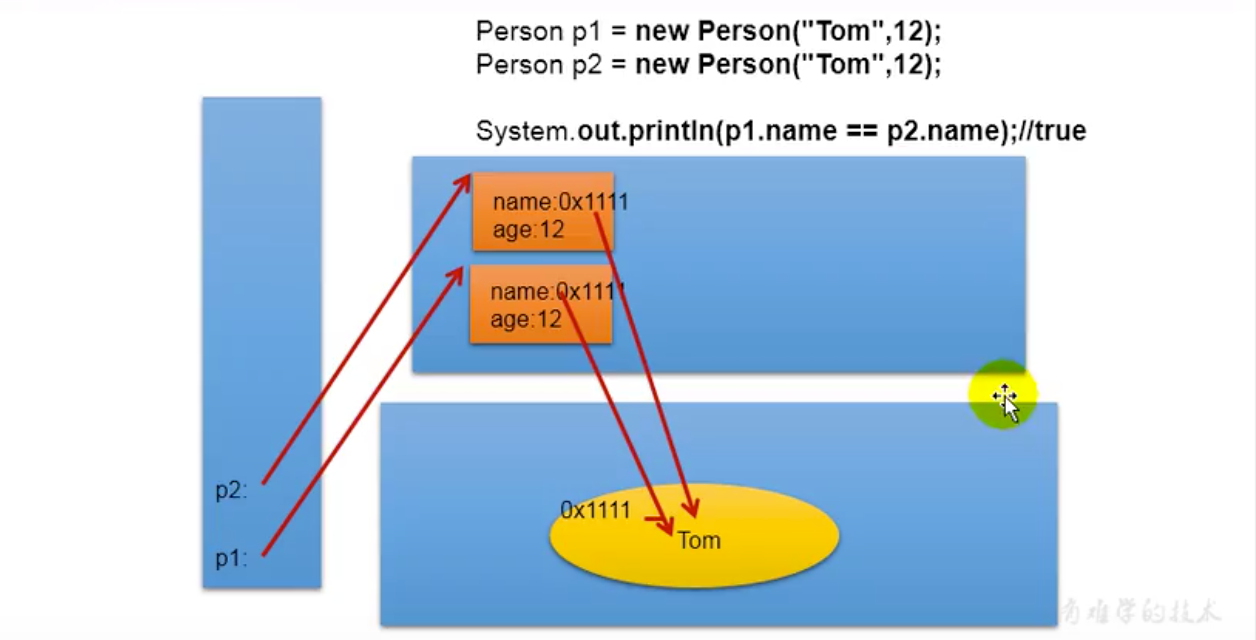 Person p1 = new Person("Tom",12);
Person p2 = new Person("Tom",12);
System.out.println(p1.name == p2.name);//true
name:0x1111
age:12
name:0x1111
age:12
p2:
p1:
0x1111
Tom
有难学的技术